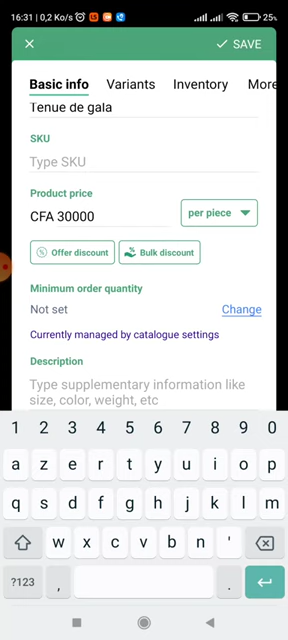 16:31 | 0,2 Ko/s
25%
SAVE
Basic info Variants Inventory More
Tenue de gala
SKU
Type SKU
Product price
CFA 30000
per piece
Offer discount
Bulk discount
Minimum order quantity
Not set
Change
Currently managed by catalogue settings
Description
Type supplementary information like
size, color, weight, etc
1 2 3 4 5 6 7 8 9 0
a z e r t y u i o p
q s d f g h j k l m
w x c v b n '
?123 , .